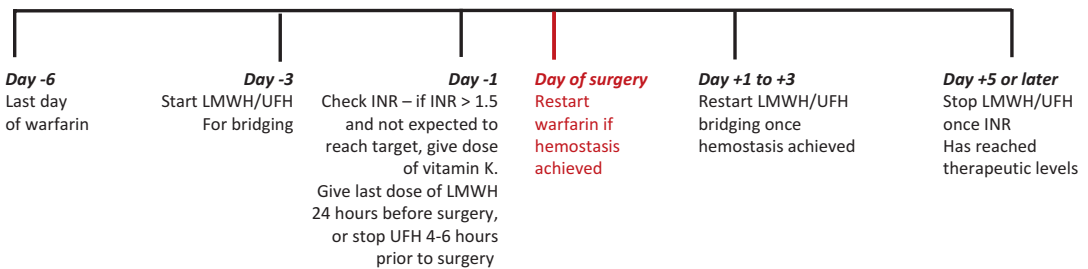 Day -6
Last day
of warfarin
Day -3
Start LMWH/UFH
For bridging
Day -1
Check INR – if INR > 1.5
and not expected to
reach target, give dose
of vitamin K.
Give last dose of LMWH
24 hours before surgery,
or stop UFH 4-6 hours
prior to surgery
Day of surgery
Restart
warfarin if
hemostasis
achieved
Day +1 to +3
Restart LMWH/UFH
bridging once
hemostasis achieved
Day +5 or later
Stop LMWH/UFH
once INR
Has reached
therapeutic levels